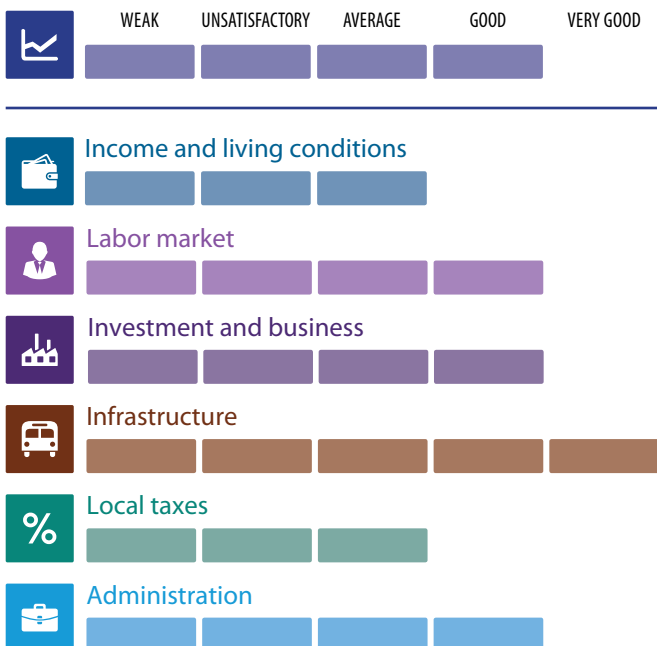 WEAK UNSATISFACTORY AVERAGE GOOD VERY GOOD
Income and living conditions
Labor market
Investment and business
Infrastructure
%
Local taxes
Administration